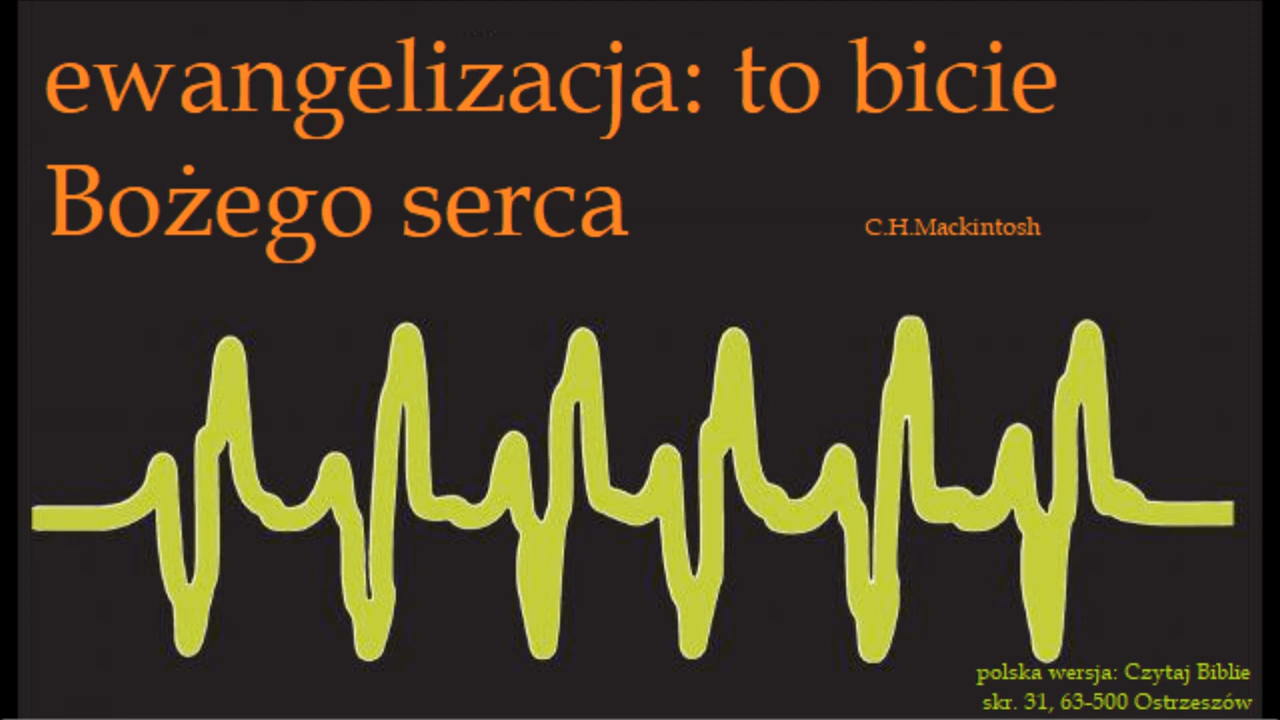 ewangelizacja: to bicie
Bożego serca
C.H.Mackintosh
polska wersja: Czytaj Biblie
skr. 31, 63-500 Ostrzeszów